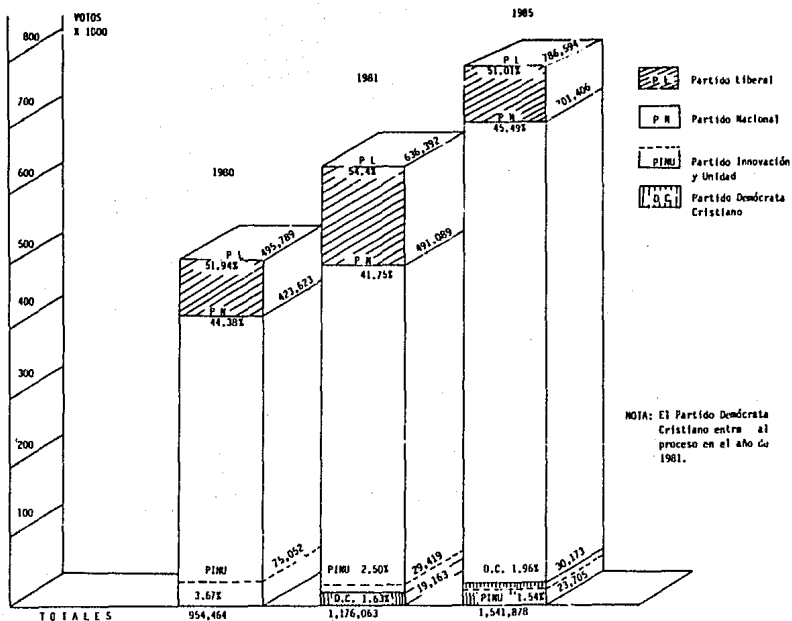 VOTOS
X 1000
800
700
600
500
400
300
200
100
1980
P L
51.94%
495,789
P N
44.38%
423,623
PINU
3.67%
75,052
954,464
1981
P L
54.4%
636,392
P N
41.75%
491.089
PINU 2.50%
29,419
D.C. 1.63%
19,163
1,176,063
1985
P L
51.01%
786,594
P N
45.49%
701,406
D.C. 1.96%
30,173
PINU 1.54%
23,705
1,541,878
TOTALES
P L Partido Liberal
P N Partido Nacional
PINU Partido Innovación
y Unidad
D.C. Partido Demócrata
Cristiano
NOTA: El Partido Demócrata
Cristiano entra al
proceso en el año de
1981.